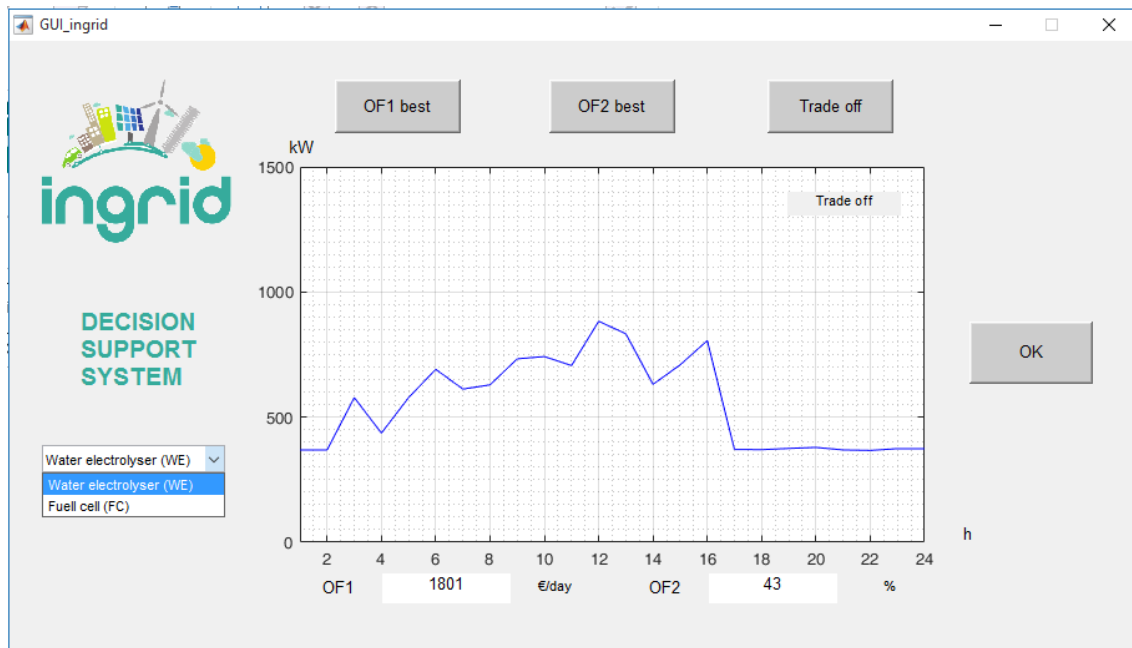 GUI_ingrid
OF1 best
OF2 best
Trade off
ingrid
kW
1500
Trade off
1000
DECISION
SUPPORT
SYSTEM
OK
500
Water electrolyser (WE)
Water electrolyser (WE)
Fuell cell (FC)
0
h
2 4 6 8 10 12 14 16 18 20 22 24
OF1 1801 €/day OF2 43 %